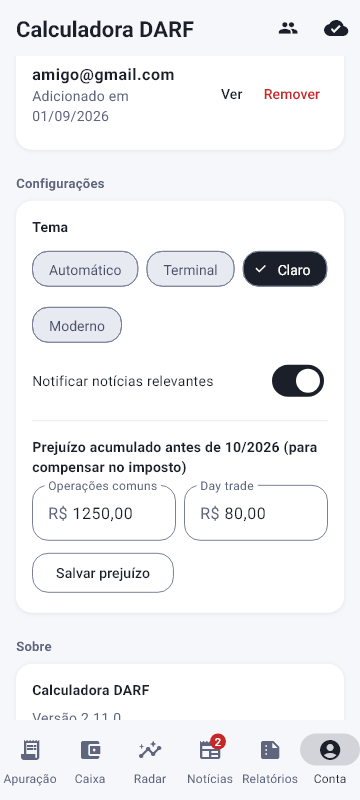 Calculadora DARF
amigo@gmail.com
Adicionado em
01/09/2026
Ver
Remover
Configurações
Tema
Automático
Terminal
Claro
Moderno
Notificar notícias relevantes
Prejuízo acumulado antes de 10/2026 (para
compensar no imposto)
Operações comuns
R$ 1250,00
Day trade
R$ 80,00
Salvar prejuízo
Sobre
Calculadora DARF
Versão 2.11.0
2
Apuração
Caixa
Radar
Notícias
Relatórios
Conta